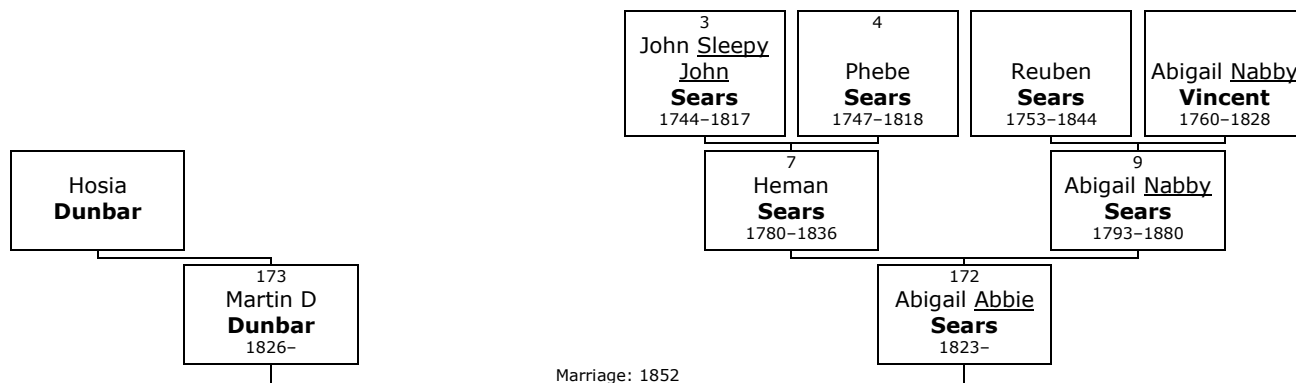 3
John Sleepy
John
Sears
1744–1817
4
Phebe
Sears
1747–1818
Reuben
Sears
1753–1844
Abigail Nabby
Vincent
1760–1828
Hosia
Dunbar
7
Heman
Sears
1780–1836
9
Abigail Nabby
Sears
1793–1880
173
Martin D
Dunbar
1826–
172
Abigail Abbie
Sears
1823–
Marriage: 1852